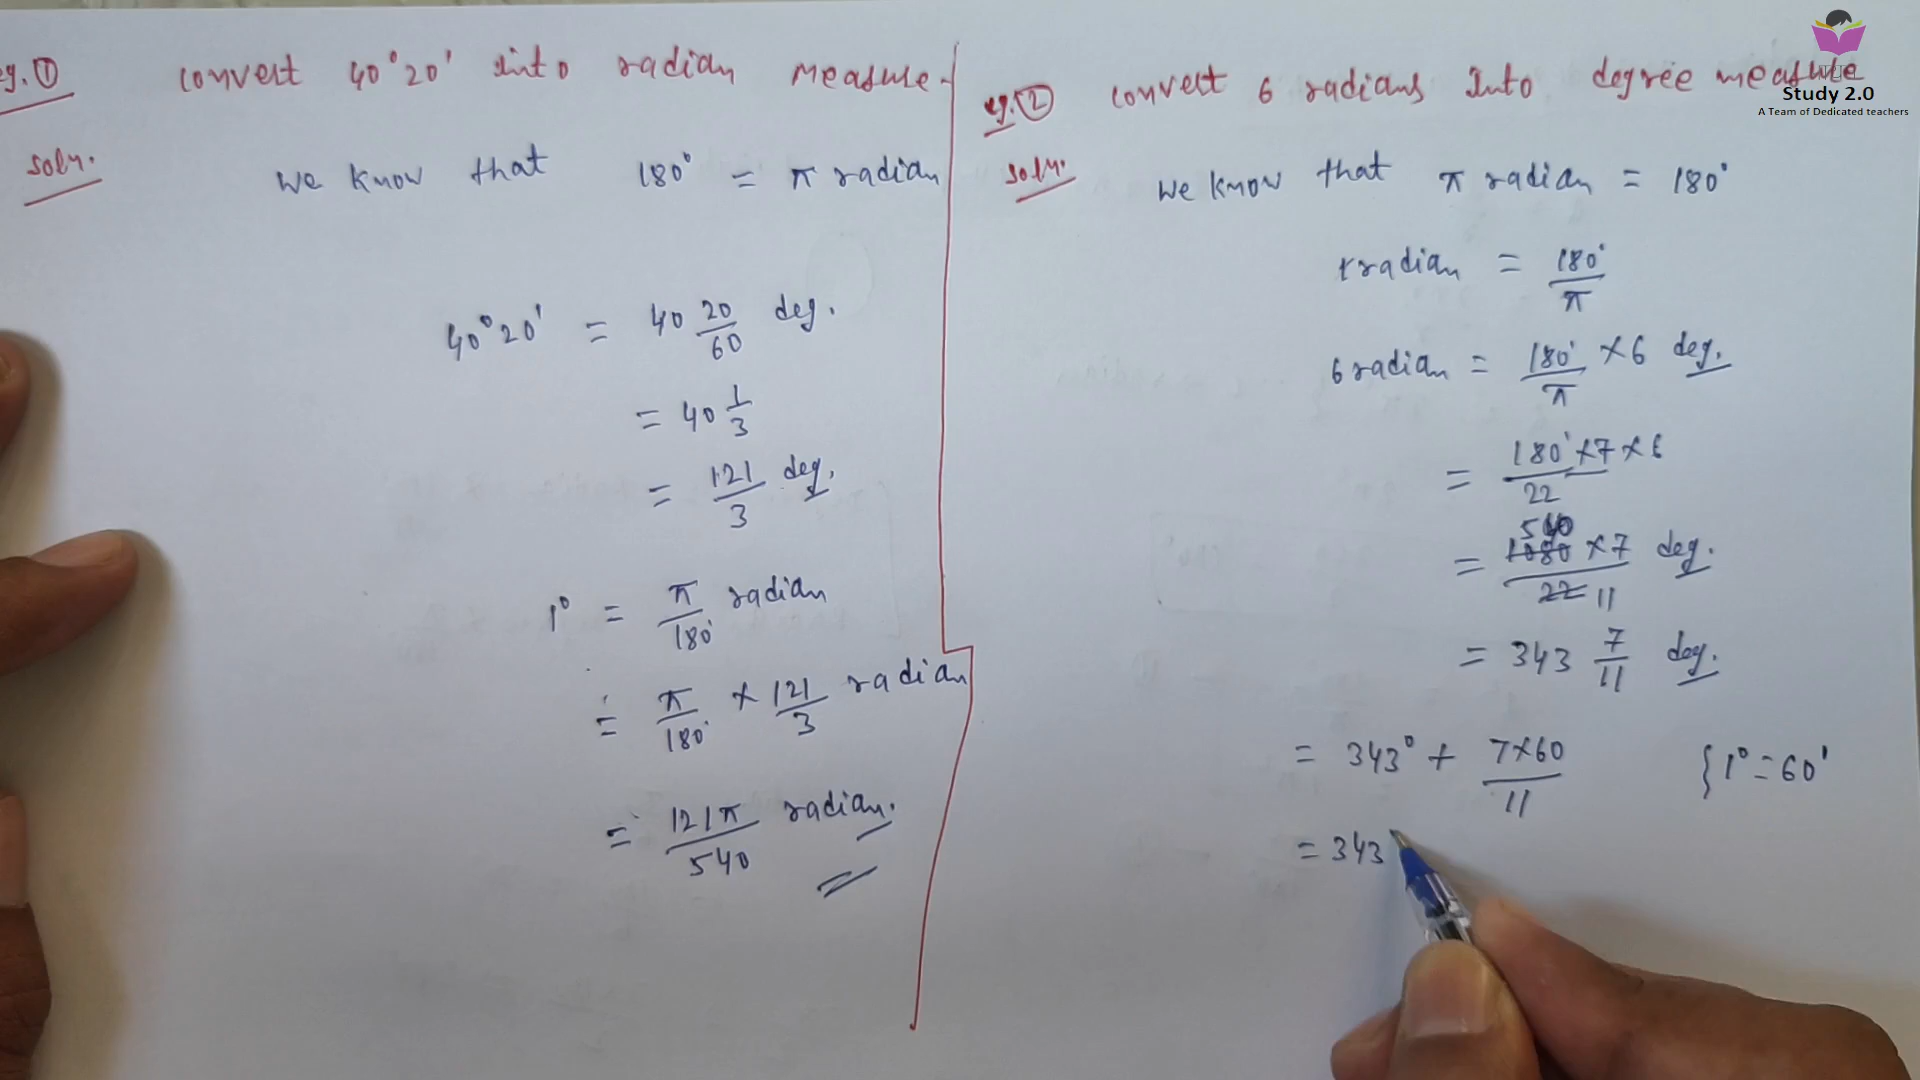 eg. ① Convert 40°20' into radian measure.
Soln.
We know that 180° = π radian
40°20' = 40 20/60 deg.
= 40 1/3
= 121/3 deg.
1° = π/180° radian
= π/180° × 121/3 radian
= 121π/540 radian.
eg. ② Convert 6 radians into degree measure
Soln.
We know that π radian = 180°
1 radian = 180°/π
6 radian = 180°/π × 6 deg.
= 180° × 7 × 6/22
= 1080 540 × 7/22 11 deg.
= 343 7/11 deg.
= 343° + 7×60/11 { 1° = 60'
= 343
Study 2.0
A Team of Dedicated teachers